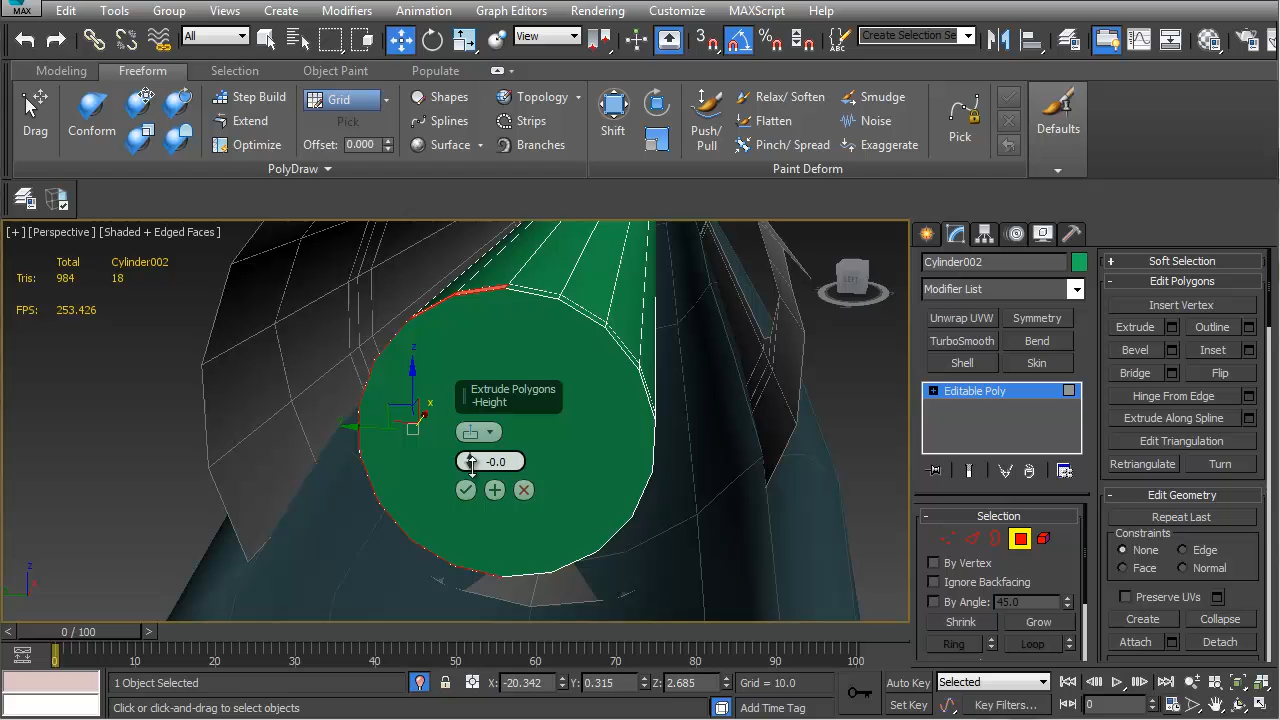 MAX Edit Tools Group Views Create Modifiers Animation Graph Editors Rendering Customize MAXScript Help
All View 3 Create Selection Se
ABC
Modeling Freeform Selection Object Paint Populate
Drag Conform Step Build Grid Shapes Topology Shift Push/ Pull Relax/ Soften Smudge Pick Defaults
Extend Pick Splines Strips Flatten Noise
Optimize Offset: 0.000 Surface Branches Pinch/ Spread Exaggerate
PolyDraw Paint Deform
[+] [Perspective] [Shaded + Edged Faces]
Total Cylinder002
Tris: 984 18
FPS: 253.426
LEFT
z
x
Extrude Polygons
-Height
-0.0
z
x
Cylinder002
Modifier List
Unwrap UVW Symmetry
TurboSmooth Bend
Shell Skin
Editable Poly
Selection
By Vertex
Ignore Backfacing
By Angle: 45.0
Shrink Grow
Ring Loop
Soft Selection
Edit Polygons
Insert Vertex
Extrude Outline
Bevel Inset
Bridge Flip
Hinge From Edge
Extrude Along Spline
Edit Triangulation
Retriangulate Turn
Edit Geometry
Repeat Last
Constraints
None Edge
Face Normal
Preserve UVs
Create Collapse
Attach Detach
< 0 / 100 >
0 10 20 30 40 50 60 70 80 90 100
1 Object Selected X: -20.342 Y: 0.315 Z: 2.685 Grid = 10.0 Auto Key Selected
Click or click-and-drag to select objects Add Time Tag Set Key Key Filters... 0